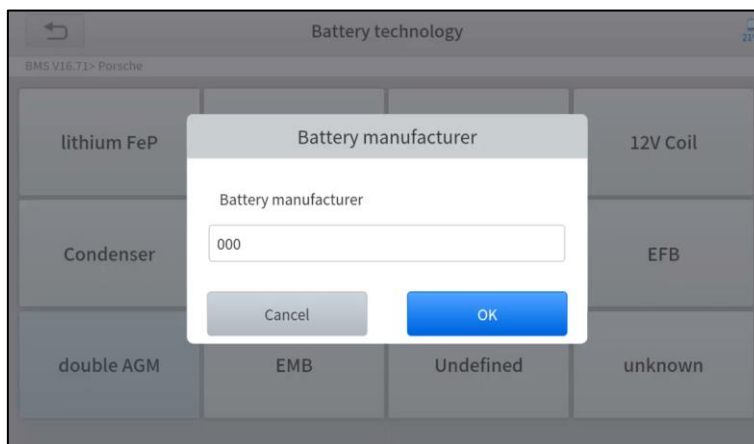 Battery technology
BMS V16.71> Porsche
lithium FeP
12V Coil
Battery manufacturer
Battery manufacturer
000
Condenser
EFB
Cancel
OK
double AGM
EMB
Undefined
unknown